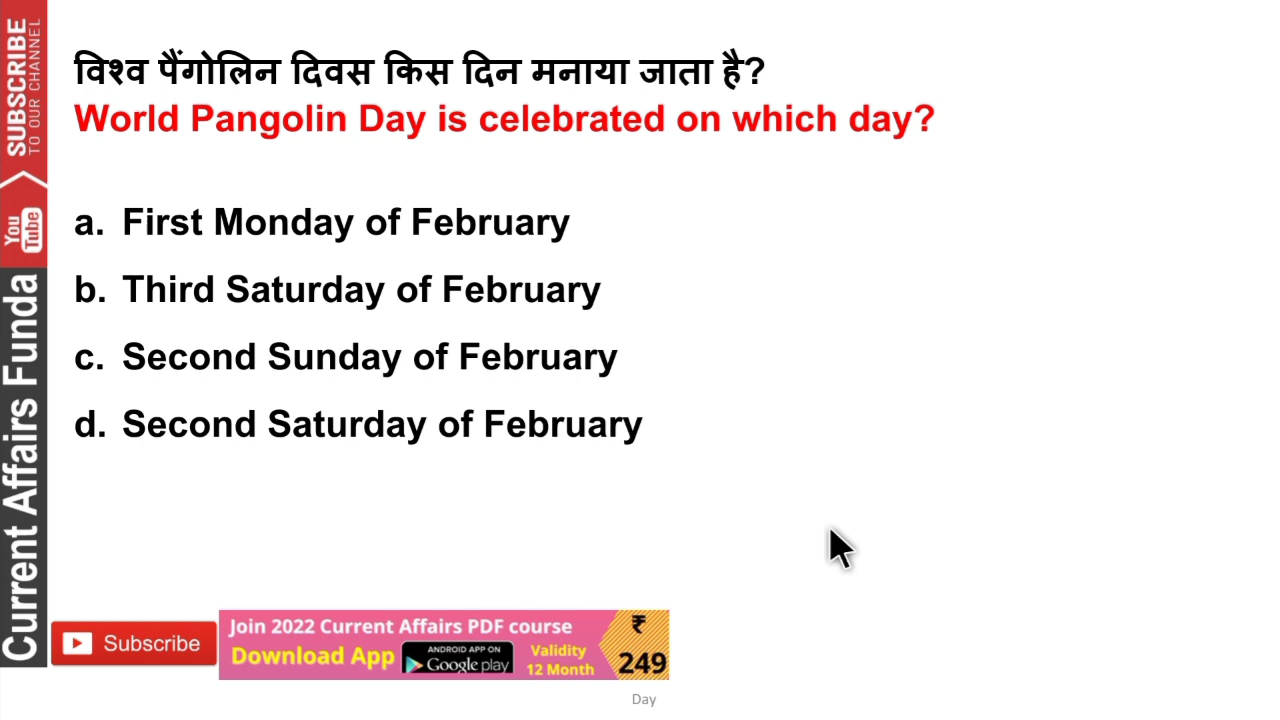 SUBSCRIBE
TO OUR CHANNEL
You
Tube
Current Affairs Funda
विश्व पैंगोलिन दिवस किस दिन मनाया जाता है?
World Pangolin Day is celebrated on which day?
a. First Monday of February
b. Third Saturday of February
c. Second Sunday of February
d. Second Saturday of February
Subscribe
Join 2022 Current Affairs PDF course
Download App
ANDROID APP ON
Google play
Validity
12 Month
₹
249
Day